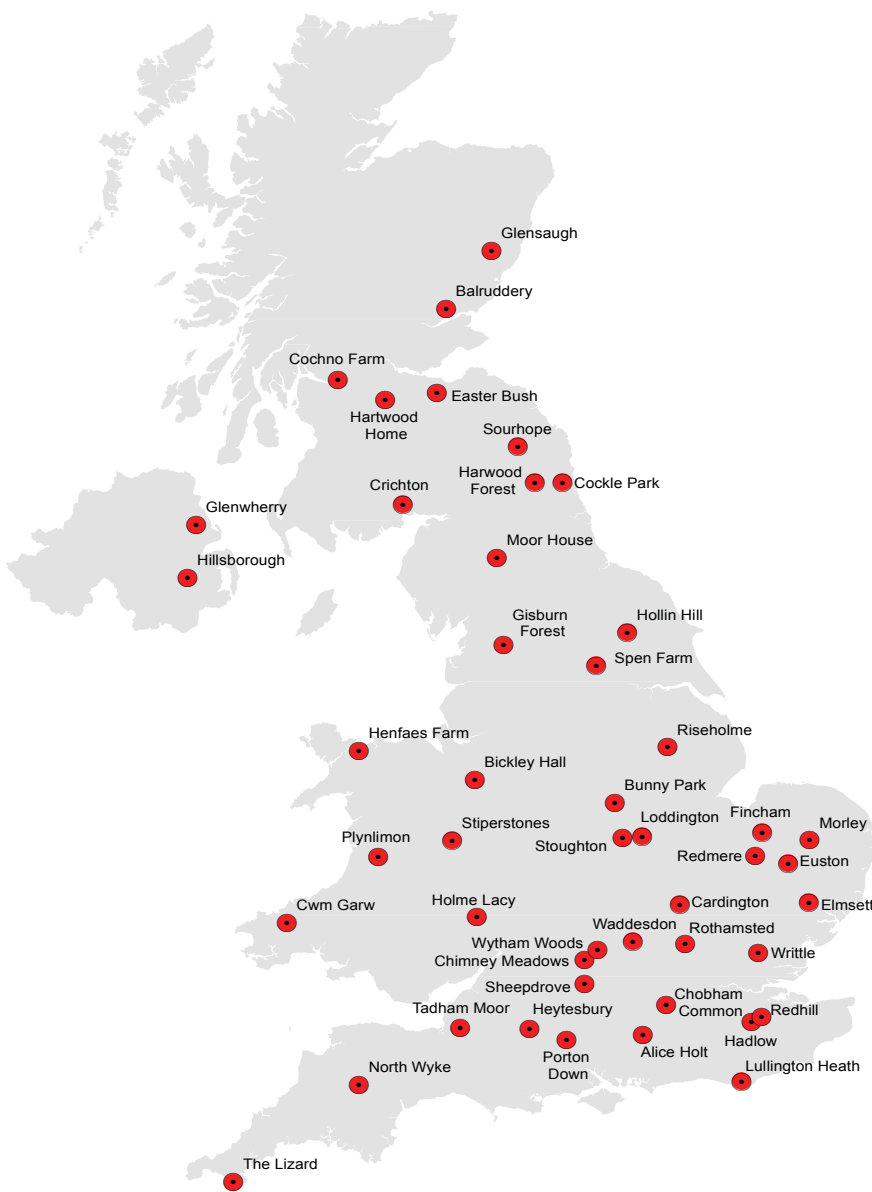 Glensaugh
Balruddery
Cochno Farm
Easter Bush
Hartwood
Home
Sourhope
Harwood
Forest
Cockle Park
Crichton
Glenwherry
Moor House
Hillsborough
Hollin Hill
Gisburn
Forest
Spen Farm
Riseholme
Henfaes Farm
Bickley Hall
Bunny Park
Loddington
Fincham
Morley
Stiperstones
Stoughton
Plynlimon
Redmere
Euston
Cwm Garw
Holme Lacy
Cardington
Elmsett
Waddesdon
Rothamsted
Wytham Woods
Writtle
Chimney Meadows
Sheepdrove
Chobham
Common
Tadham Moor
Heytesbury
Redhill
Hadlow
Alice Holt
Porton
Down
North Wyke
Lullington Heath
The Lizard